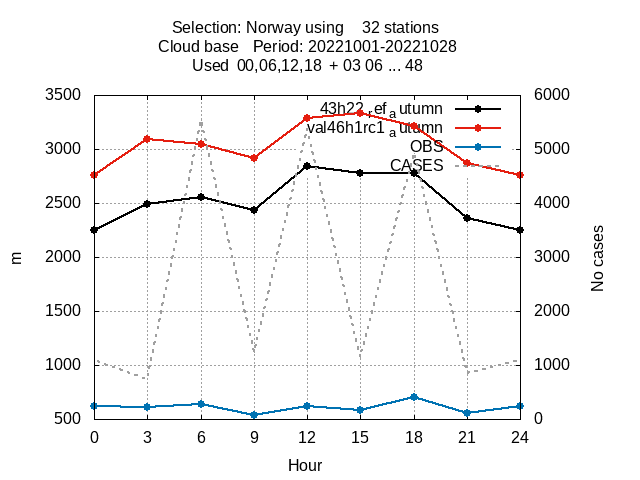 Selection: Norway using    32 stations
Cloud base   Period: 20221001-20221028
Used  00,06,12,18  + 03 06 ... 48
3500 6000
43h22_ref_autumn
val46h1rc1_autumn
3000 OBS 5000
CASES
2500 4000
2000 3000
m No cases
1500 2000
1000 1000
500 0
0 3 6 9 12 15 18 21 24
Hour